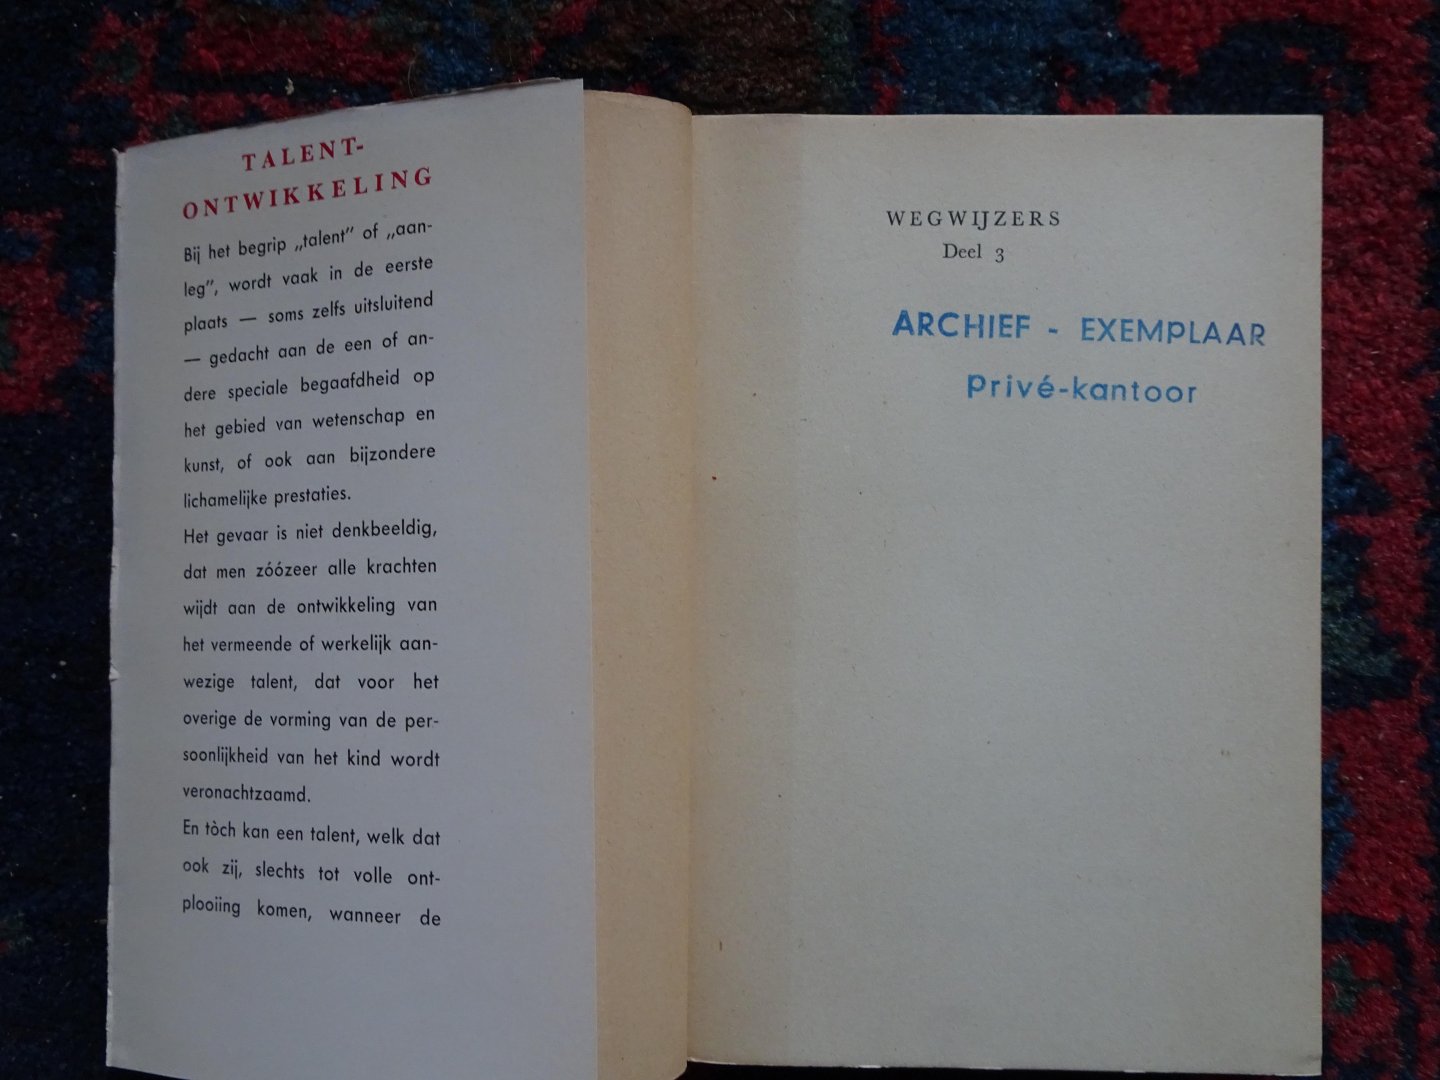 TALENT-
ONTWIKKELING
Bij het begrip „talent” of „aan-
leg”, wordt vaak in de eerste
plaats — soms zelfs uitsluitend
— gedacht aan de een of an-
dere speciale begaafdheid op
het gebied van wetenschap en
kunst, of ook aan bijzondere
lichamelijke prestaties.
Het gevaar is niet denkbeeldig,
dat men zóózeer alle krachten
wijdt aan de ontwikkeling van
het vermeende of werkelijk aan-
wezige talent, dat voor het
overige de vorming van de per-
soonlijkheid van het kind wordt
veronachtzaamd.
En tòch kan een talent, welk dat
ook zij, slechts tot volle ont-
plooiing komen, wanneer de
WEGWIJZERS
Deel 3
ARCHIEF - EXEMPLAAR
Privé-kantoor